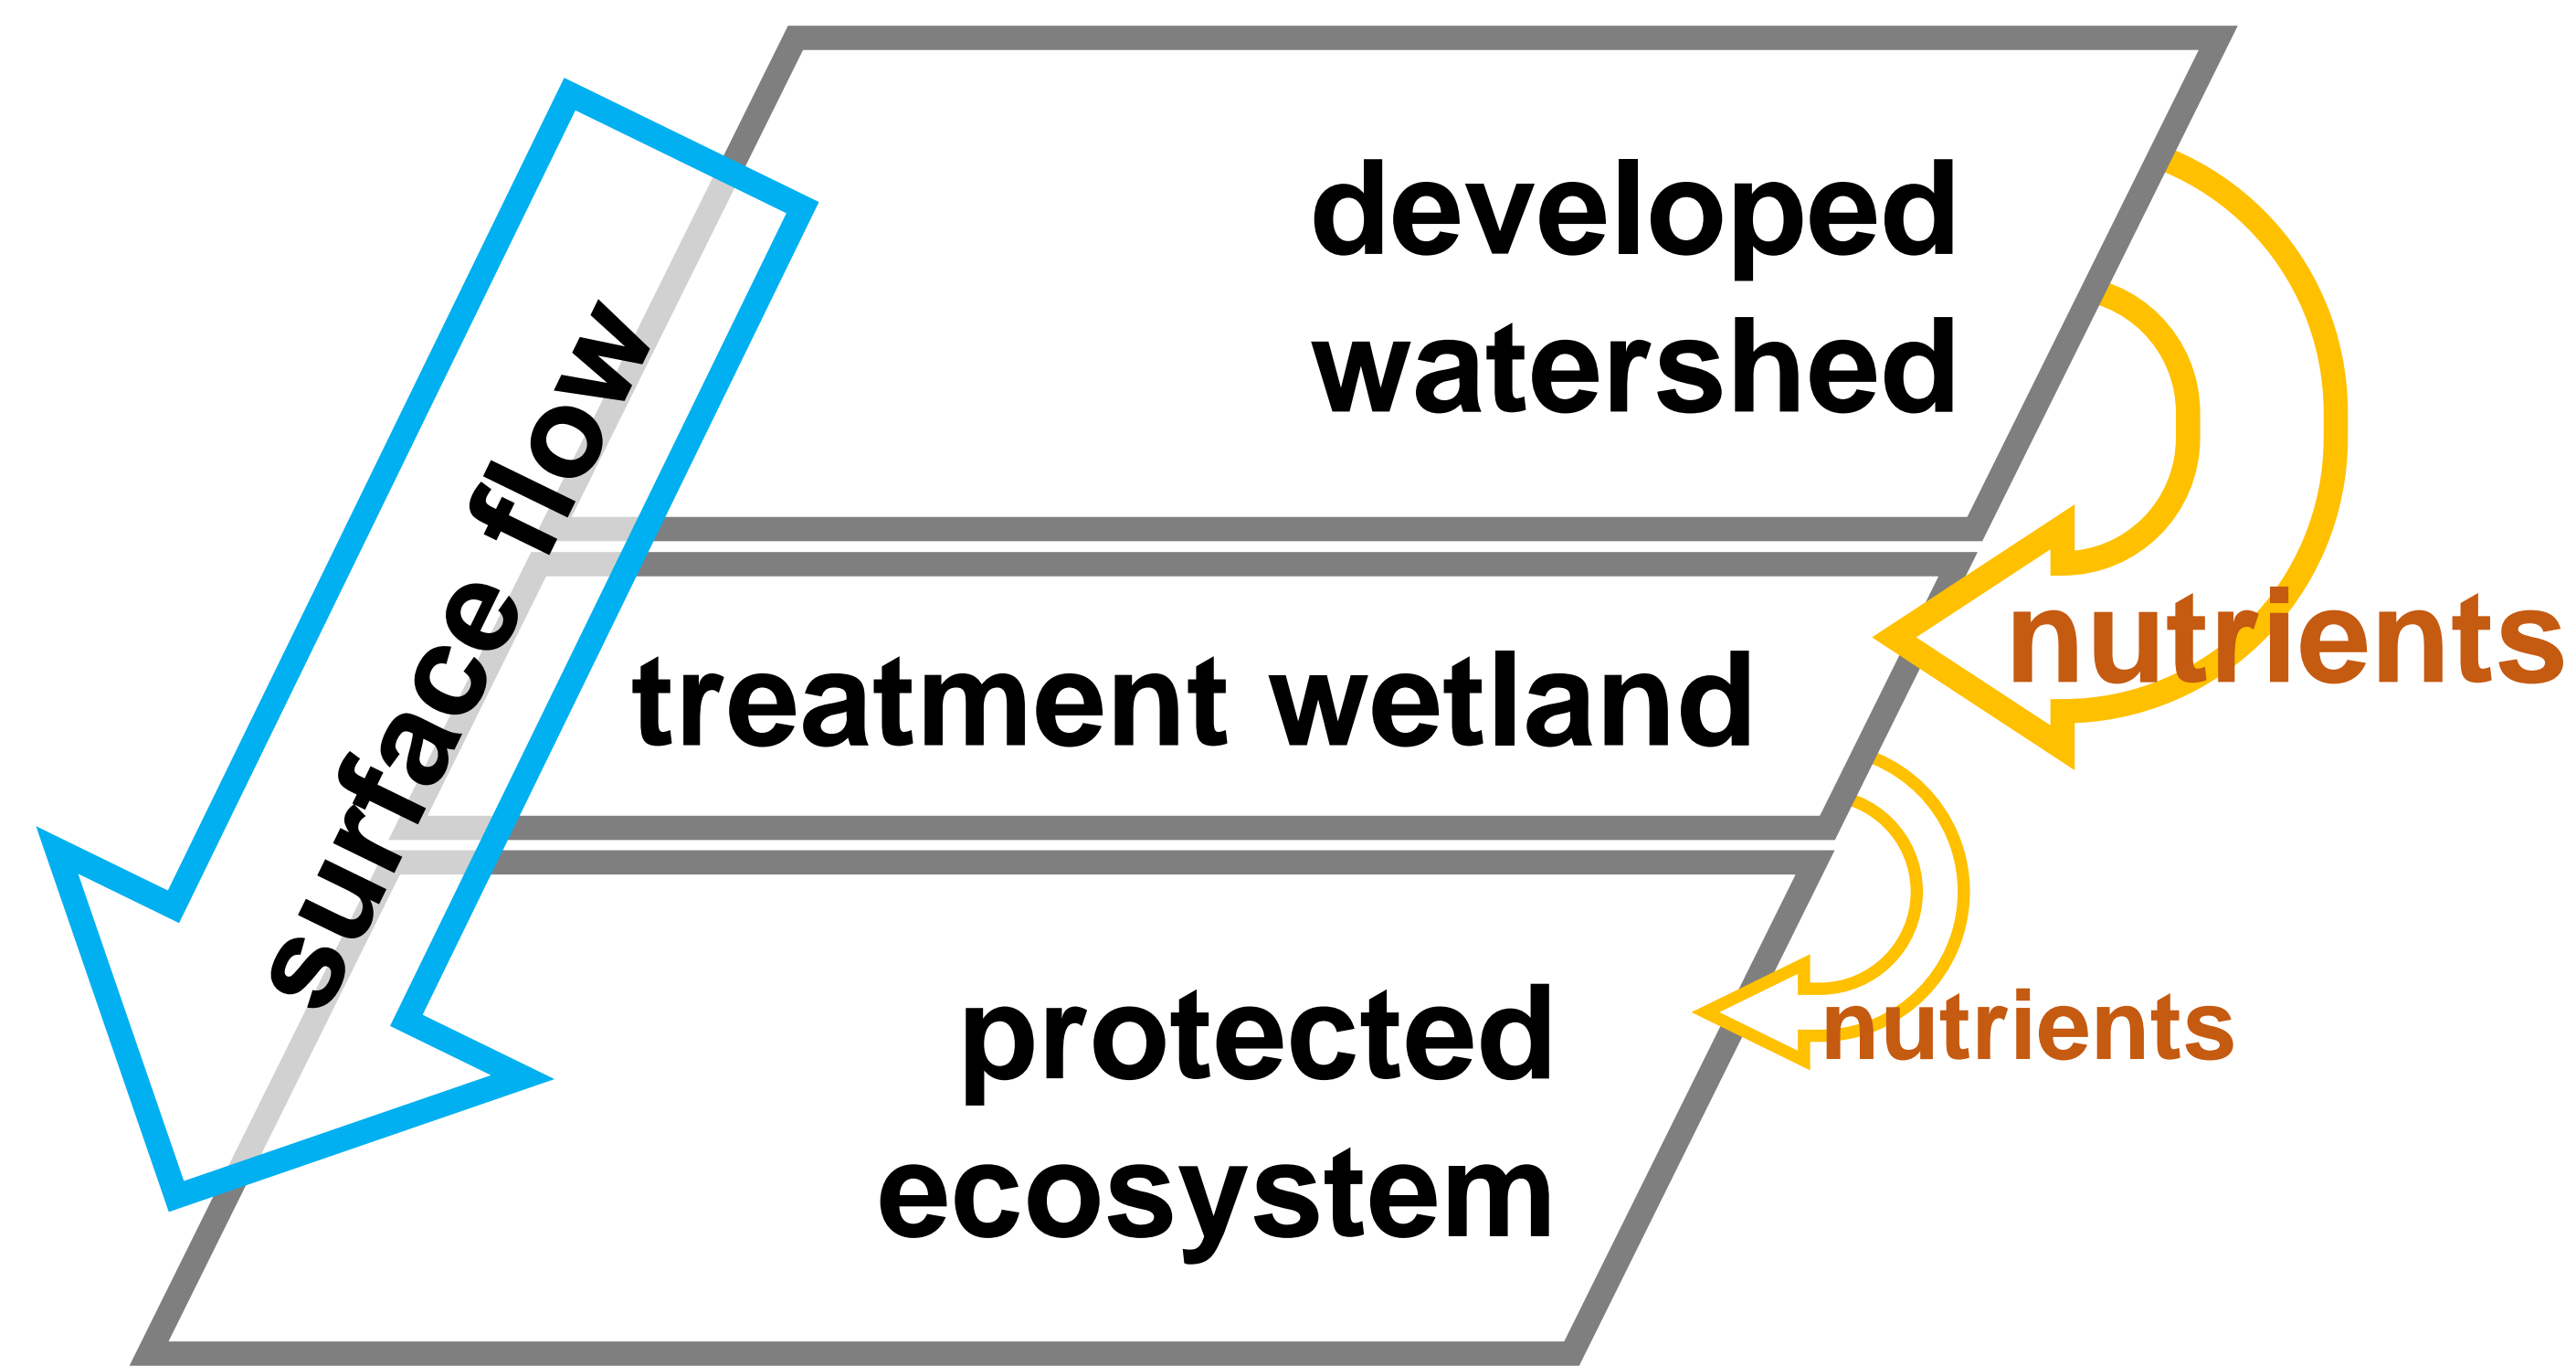 developed
watershed
surface flow
treatment wetland
nutrients
protected
ecosystem
nutrients